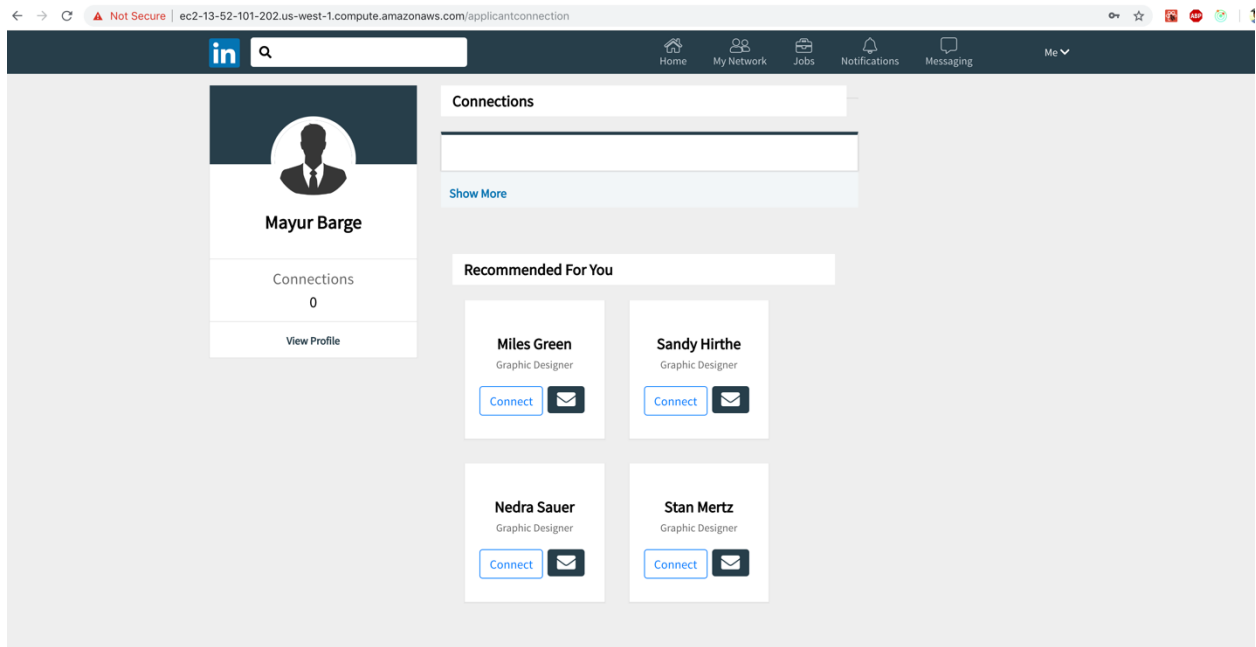 Not Secure | ec2-13-52-101-202.us-west-1.compute.amazonaws.com/applicantconnection
ABP
in
Home My Network Jobs Notifications Messaging Me
Connections
Show More
Mayur Barge
Connections
0
View Profile
Recommended For You
Miles Green Sandy Hirthe
Graphic Designer Graphic Designer
Connect Connect
Nedra Sauer Stan Mertz
Graphic Designer Graphic Designer
Connect Connect